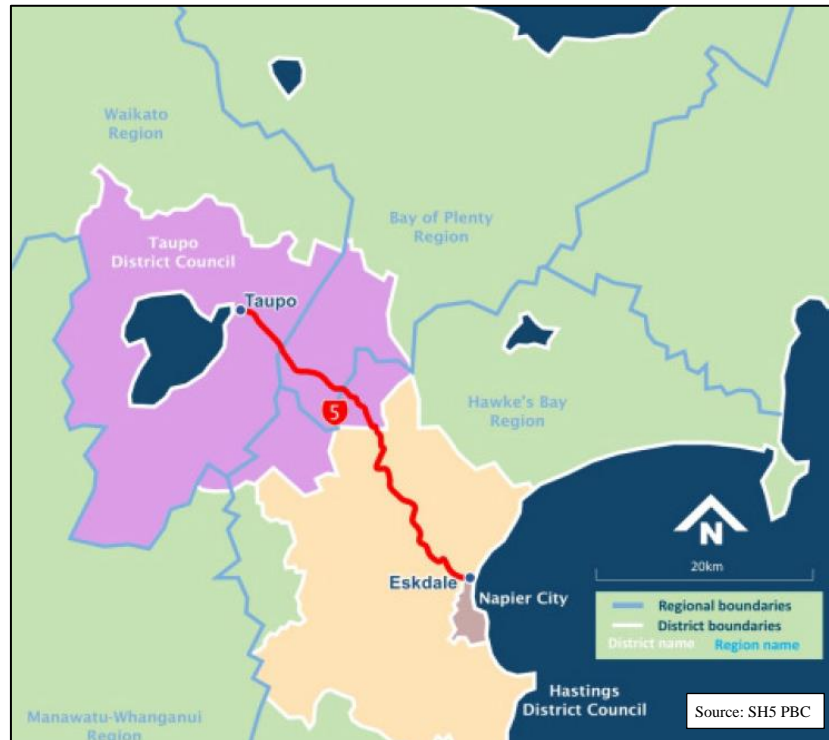 Waikato
Region
Bay of Plenty
Region
Taupo
District Council
Taupo
5
Hawke's Bay
Region
N
20km
Eskdale
Napier City
Regional boundaries
District boundaries
District name Region name
Hastings
District Council
Source: SH5 PBC
Manawatu-Whanganui
Region